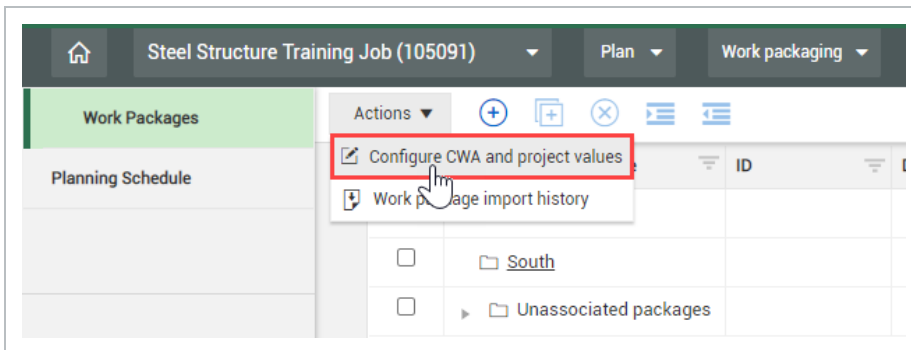 Steel Structure Training Job (105091) Plan Work packaging
Work Packages
Actions
Configure CWA and project values
ID
Planning Schedule
Work package import history
South
Unassociated packages